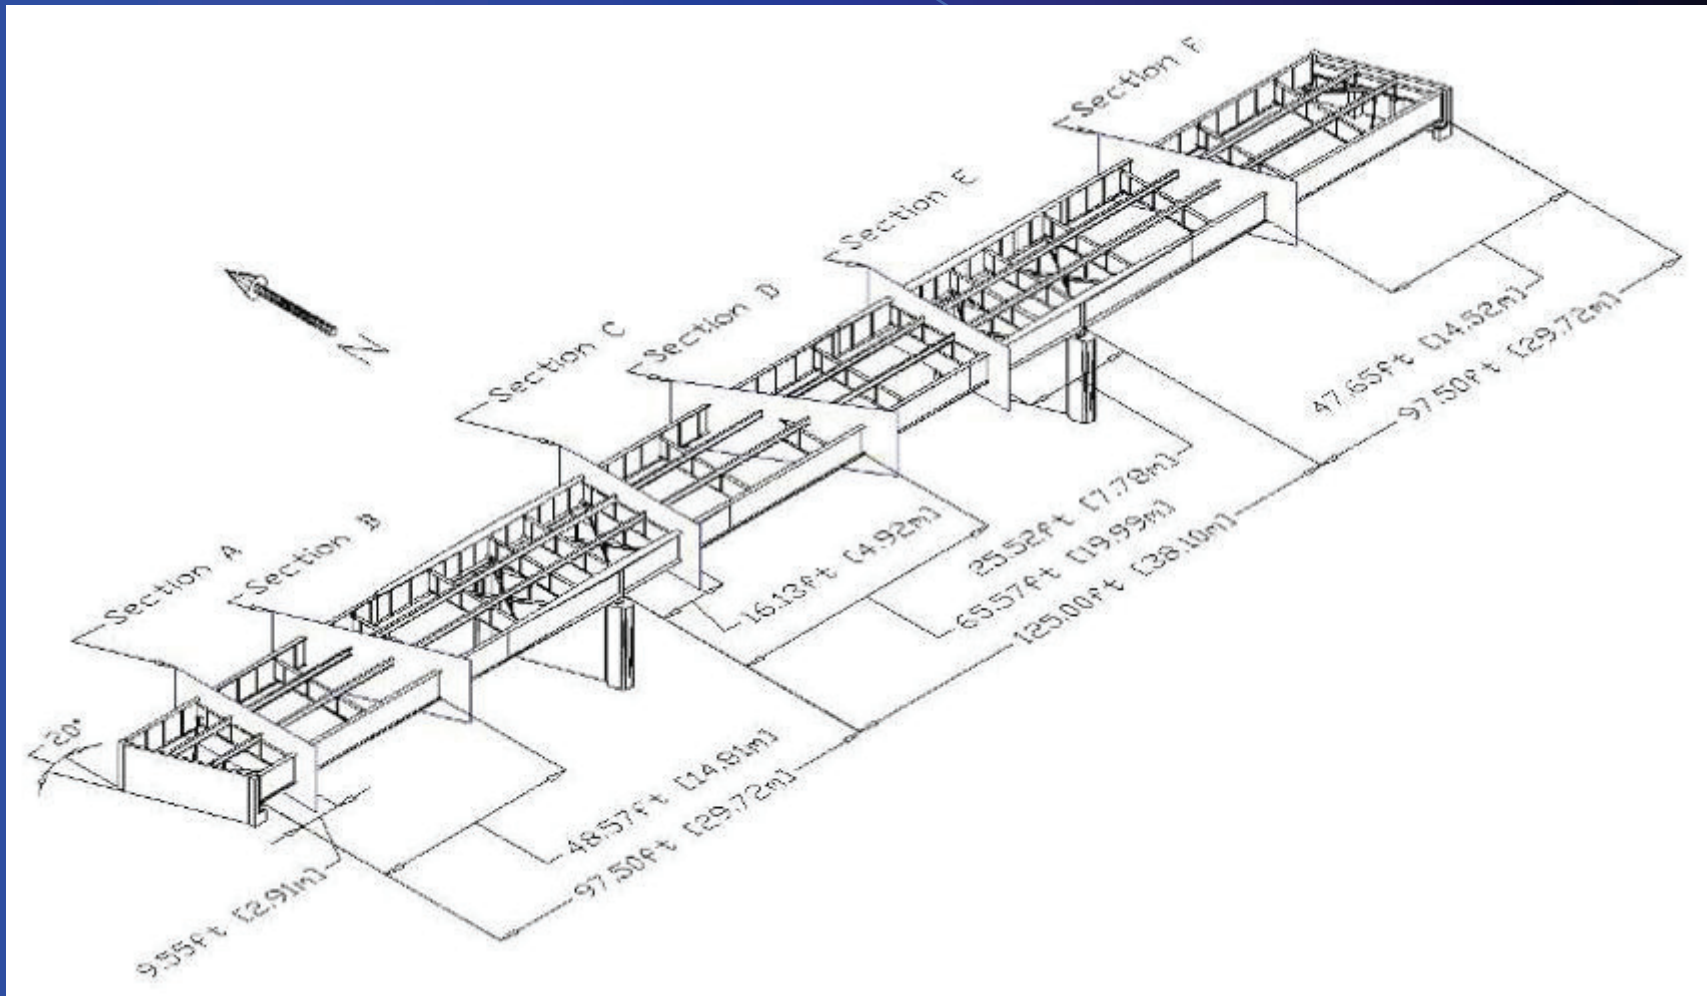 Section F
Section E
Section D
Section C
Section B
Section A
N
20°
47.65ft [14.52m]
97.50ft [29.72m]
25.52ft [7.78m]
65.57ft [19.99m]
125.00ft [38.10m]
16.13ft [4.92m]
48.57ft [14.81m]
97.50ft [29.72m]
9.55ft [2.91m]